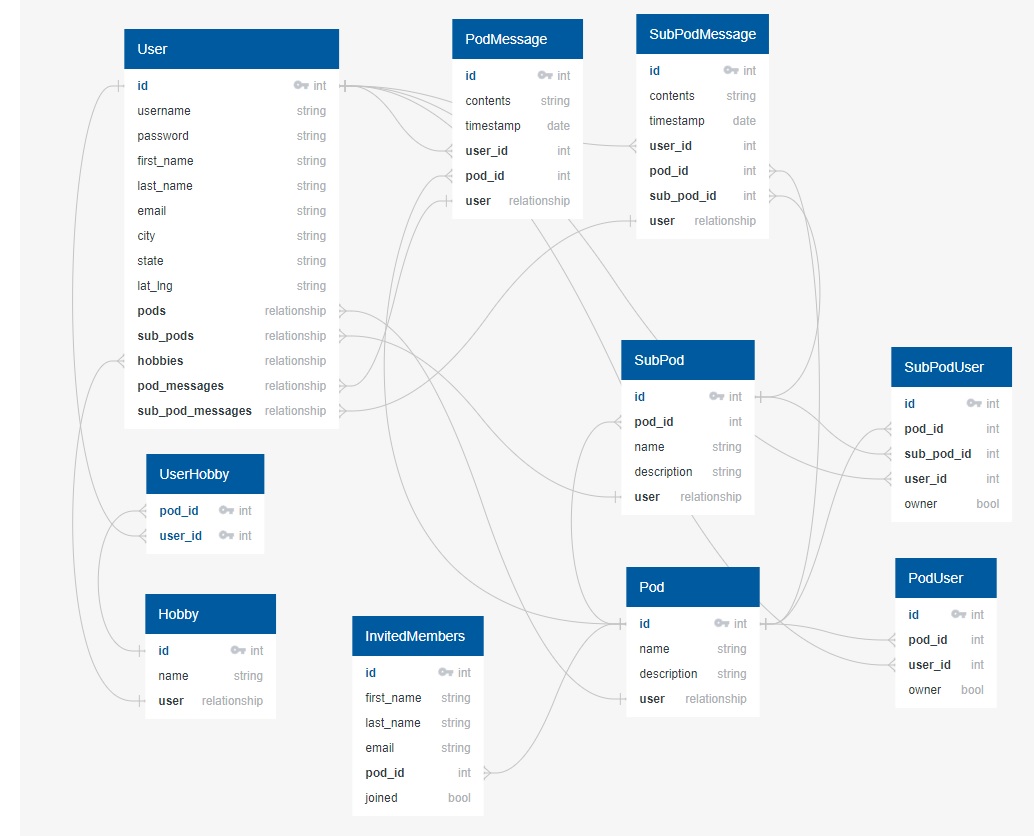 User
id int
username string
password string
first_name string
last_name string
email string
city string
state string
lat_lng string
pods relationship
sub_pods relationship
hobbies relationship
pod_messages relationship
sub_pod_messages relationship
PodMessage
id int
contents string
timestamp date
user_id int
pod_id int
user relationship
SubPodMessage
id int
contents string
timestamp date
user_id int
pod_id int
sub_pod_id int
user relationship
SubPod
id int
pod_id int
name string
description string
user relationship
SubPodUser
id int
pod_id int
sub_pod_id int
user_id int
owner bool
UserHobby
pod_id int
user_id int
Hobby
id int
name string
user relationship
InvitedMembers
id int
first_name string
last_name string
email string
pod_id int
joined bool
Pod
id int
name string
description string
user relationship
PodUser
id int
pod_id int
user_id int
owner bool